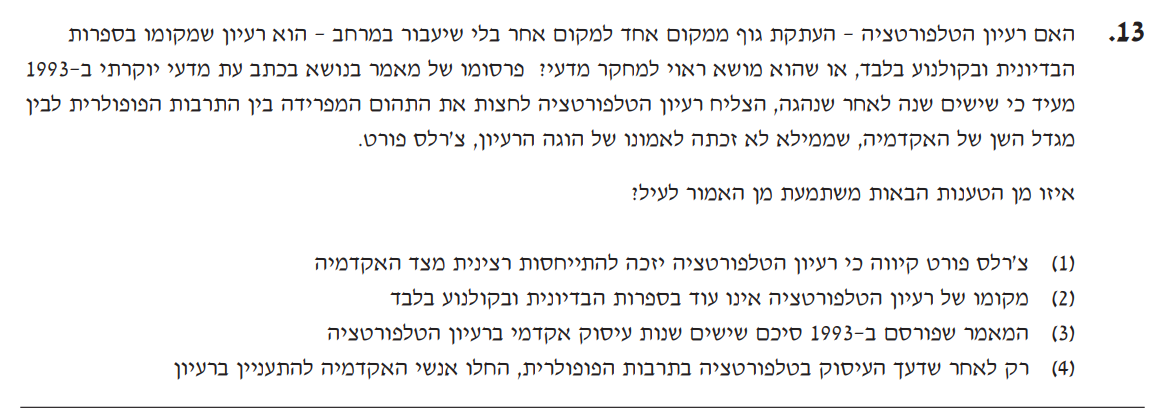 13. האם רעיון הטלפורטציה – העתקת גוף ממקום אחד למקום אחר בלי שיעבור במרחב – הוא רעיון שמקומו בספרות
הבדיונית ובקולנוע בלבד, או שהוא מושא ראוי למחקר מדעי? פרסומו של מאמר בנושא בכתב עת מדעי יוקרתי ב–1993
מעיד כי שישים שנה לאחר שנהגה, הצליח רעיון הטלפורטציה לחצות את התהום המפרידה בין התרבות הפופולרית לבין
מגדל השן של האקדמיה, שממילא לא זכתה לאמונו של הוגה הרעיון, צ'רלס פורט.
איזו מן הטענות הבאות משתמעת מן האמור לעיל?
(1) צ'רלס פורט קיווה כי רעיון הטלפורטציה יזכה להתייחסות רצינית מצד האקדמיה
(2) מקומו של רעיון הטלפורטציה אינו עוד בספרות הבדיונית ובקולנוע בלבד
(3) המאמר שפורסם ב–1993 סיכם שישים שנות עיסוק אקדמי ברעיון הטלפורטציה
(4) רק לאחר שדעך העיסוק בטלפורטציה בתרבות הפופולרית, החלו אנשי האקדמיה להתעניין ברעיון